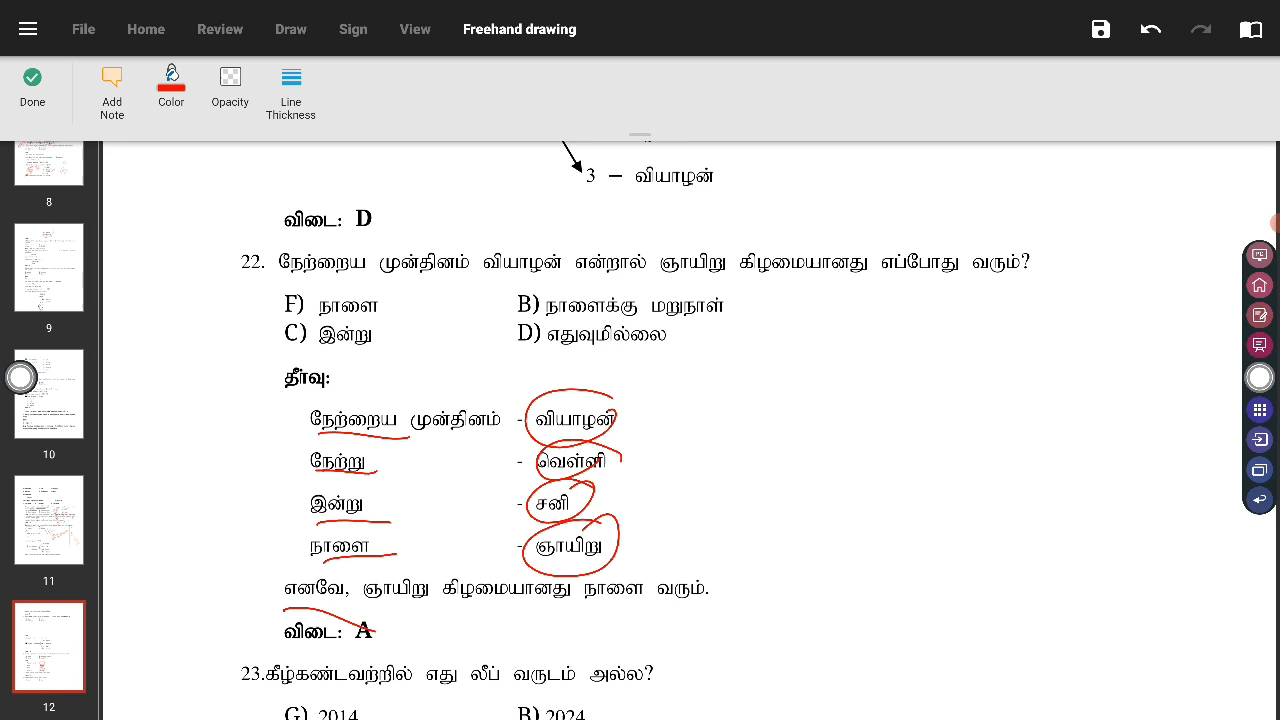 File Home Review Draw Sign View Freehand drawing
Done
Add Note
Color
Opacity
Line Thickness
8
9
10
11
12
3 – வியாழன்
விடை: D
22. நேற்றைய முன்தினம் வியாழன் என்றால் ஞாயிறு கிழமையானது எப்போது வரும்?
F) நாளை B) நாளைக்கு மறுநாள்
C) இன்று D) எதுவுமில்லை
தீர்வு:
நேற்றைய முன்தினம் - வியாழன்
நேற்று - வெள்ளி
இன்று - சனி
நாளை - ஞாயிறு
எனவே, ஞாயிறு கிழமையானது நாளை வரும்.
விடை: A
23.கீழ்கண்டவற்றில் எது லீப் வருடம் அல்ல?
G) 2014 B) 2024